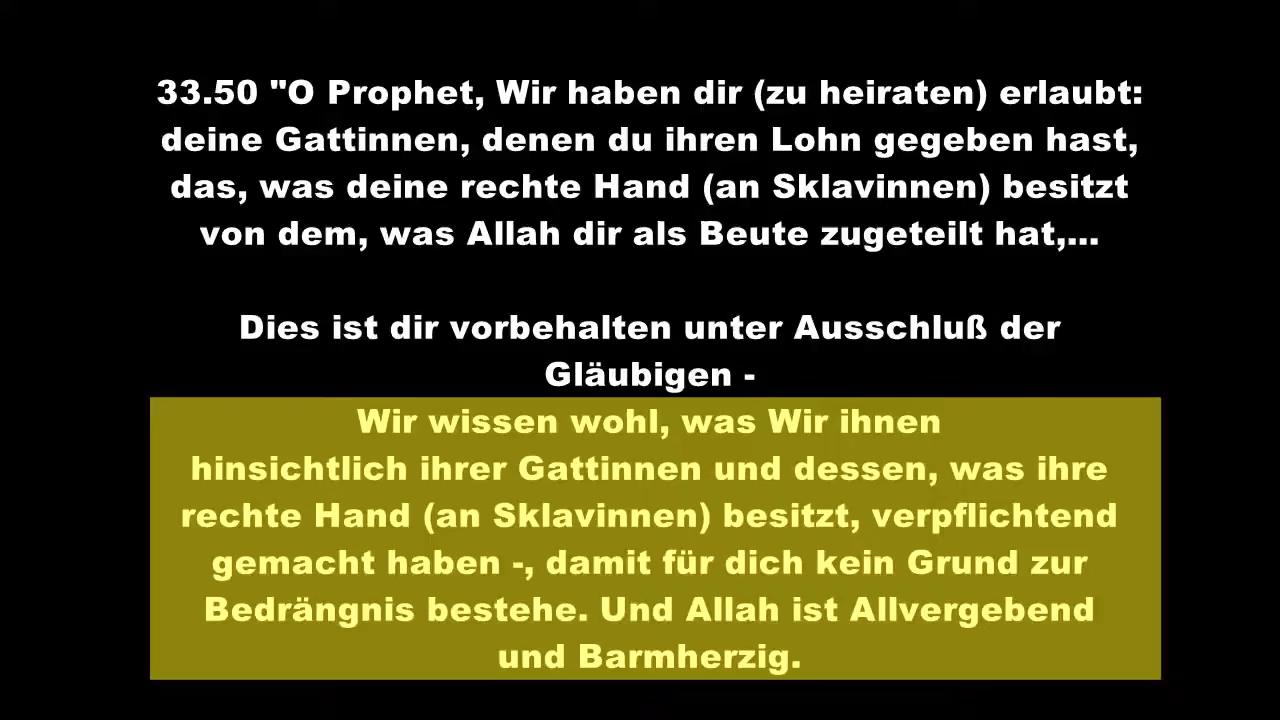 33.50 "O Prophet, Wir haben dir (zu heiraten) erlaubt:
deine Gattinnen, denen du ihren Lohn gegeben hast,
das, was deine rechte Hand (an Sklavinnen) besitzt
von dem, was Allah dir als Beute zugeteilt hat,...
Dies ist dir vorbehalten unter Ausschluß der
Gläubigen -
Wir wissen wohl, was Wir ihnen
hinsichtlich ihrer Gattinnen und dessen, was ihre
rechte Hand (an Sklavinnen) besitzt, verpflichtend
gemacht haben -, damit für dich kein Grund zur
Bedrängnis bestehe. Und Allah ist Allvergebend
und Barmherzig.